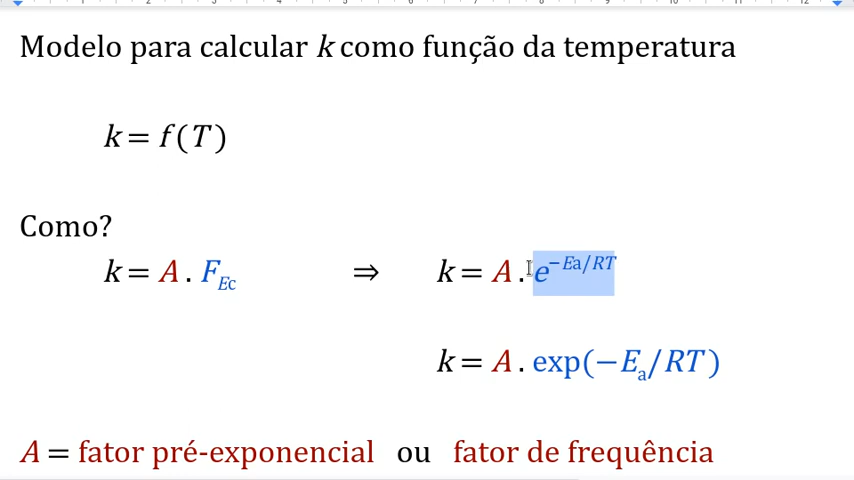 Modelo para calcular k como função da temperatura
k = f(T)
Como?
k = A . F_Ec ⇒ k = A . e^−Ea/RT
k = A . exp(−E_a/RT)
A = fator pré-exponencial ou fator de frequência